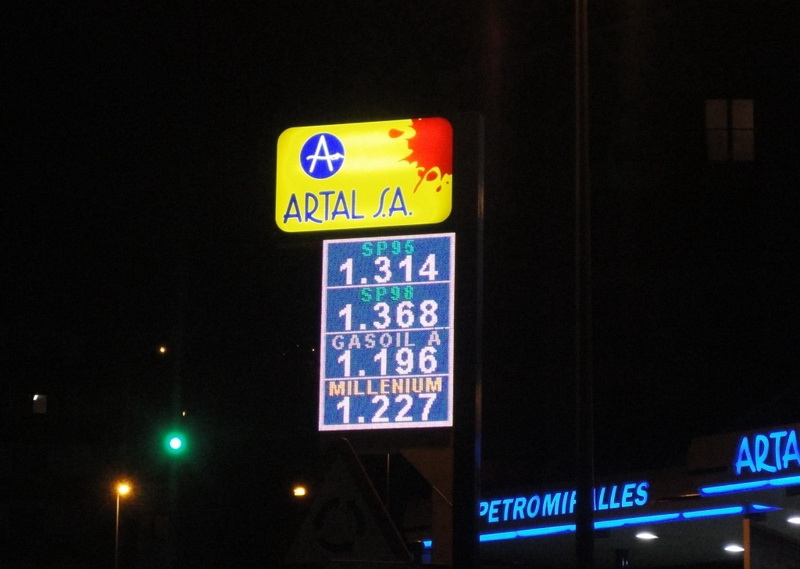 A
ARTAL S.A.
SP95
1.314
SP98
1.368
GASOIL A
1.196
MILLENIUM
1.227
PETROMIRALLES
ARTA